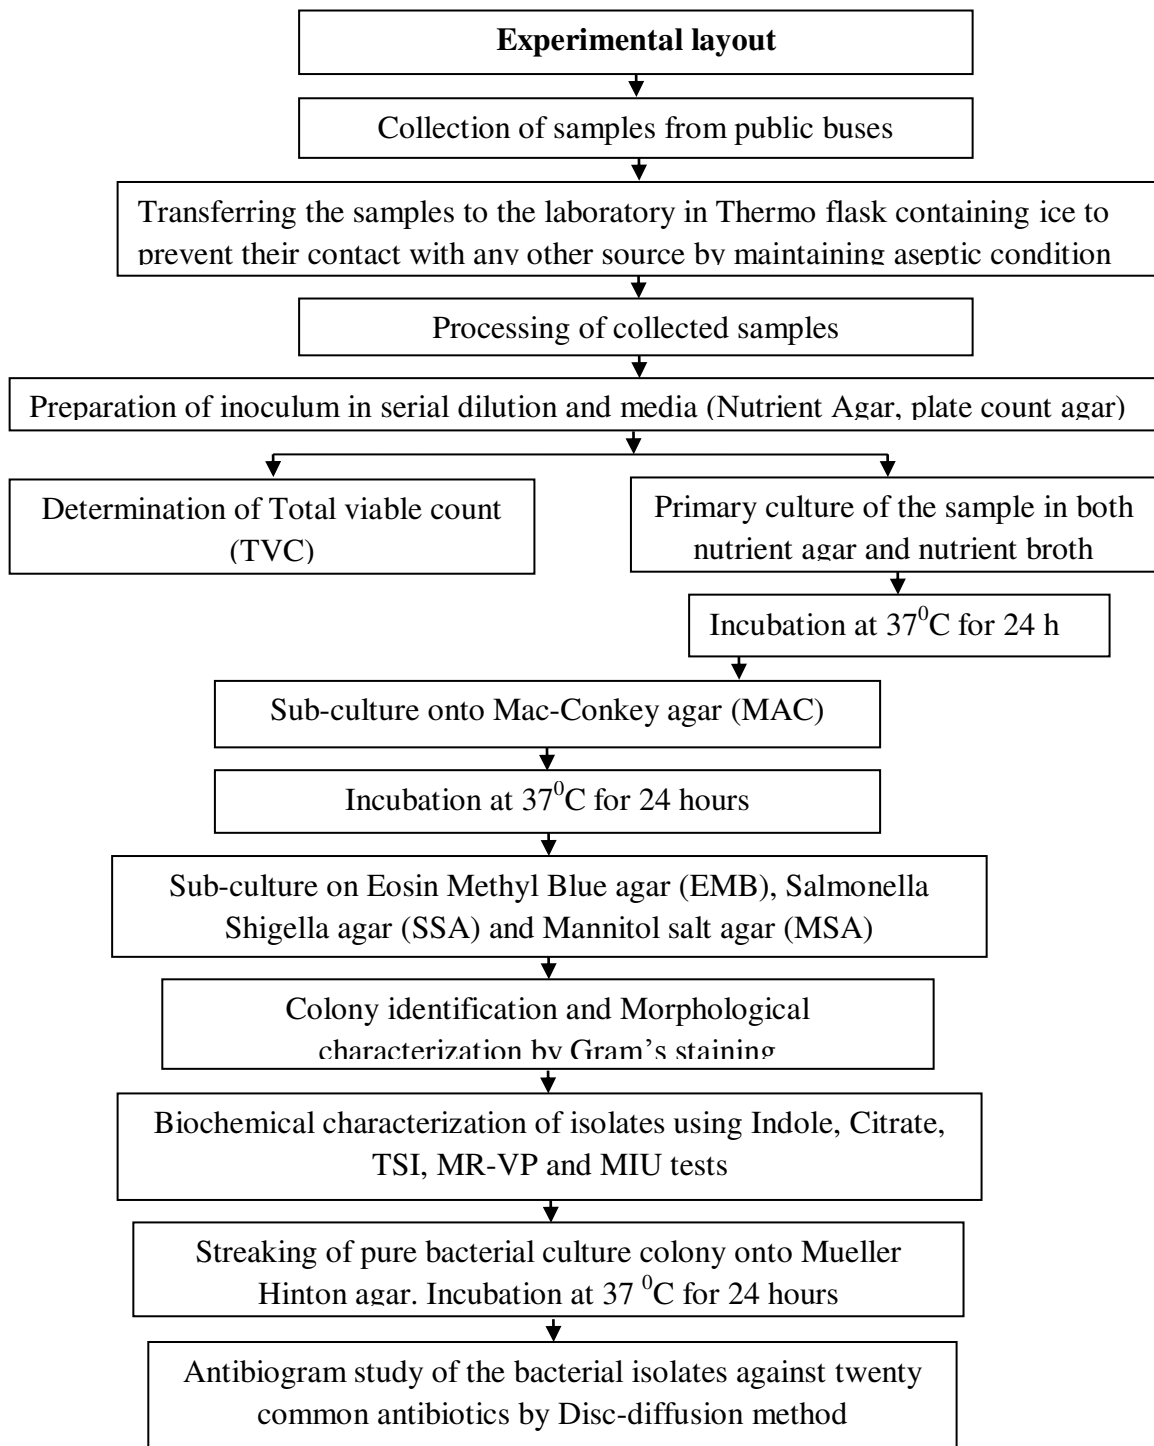 Experimental layout
Collection of samples from public buses
Transferring the samples to the laboratory in Thermo flask containing ice to
prevent their contact with any other source by maintaining aseptic condition
Processing of collected samples
Preparation of inoculum in serial dilution and media (Nutrient Agar, plate count agar)
Determination of Total viable count
(TVC)
Primary culture of the sample in both
nutrient agar and nutrient broth
Incubation at 37⁰C for 24 h
Sub-culture onto Mac-Conkey agar (MAC)
Incubation at 37⁰C for 24 hours
Sub-culture on Eosin Methyl Blue agar (EMB), Salmonella
Shigella agar (SSA) and Mannitol salt agar (MSA)
Colony identification and Morphological
characterization by Gram's staining
Biochemical characterization of isolates using Indole, Citrate,
TSI, MR-VP and MIU tests
Streaking of pure bacterial culture colony onto Mueller
Hinton agar. Incubation at 37 ⁰C for 24 hours
Antibiogram study of the bacterial isolates against twenty
common antibiotics by Disc-diffusion method